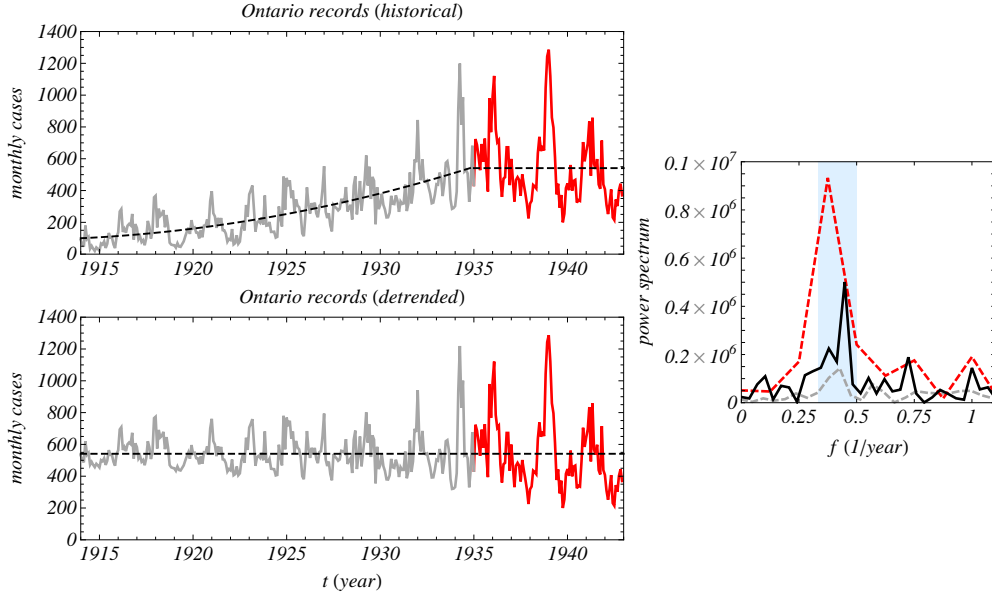 Ontario records (historical)
1400
1200
1000
800
600
400
200
0
monthly cases
1915 1920 1925 1930 1935 1940
Ontario records (detrended)
1400
1200
1000
800
600
400
200
0
monthly cases
1915 1920 1925 1930 1935 1940
t (year)
0.1 × 10^7
0.8 × 10^6
0.6 × 10^6
0.4 × 10^6
0.2 × 10^6
0
power spectrum
0 0.25 0.5 0.75 1
f (1/year)